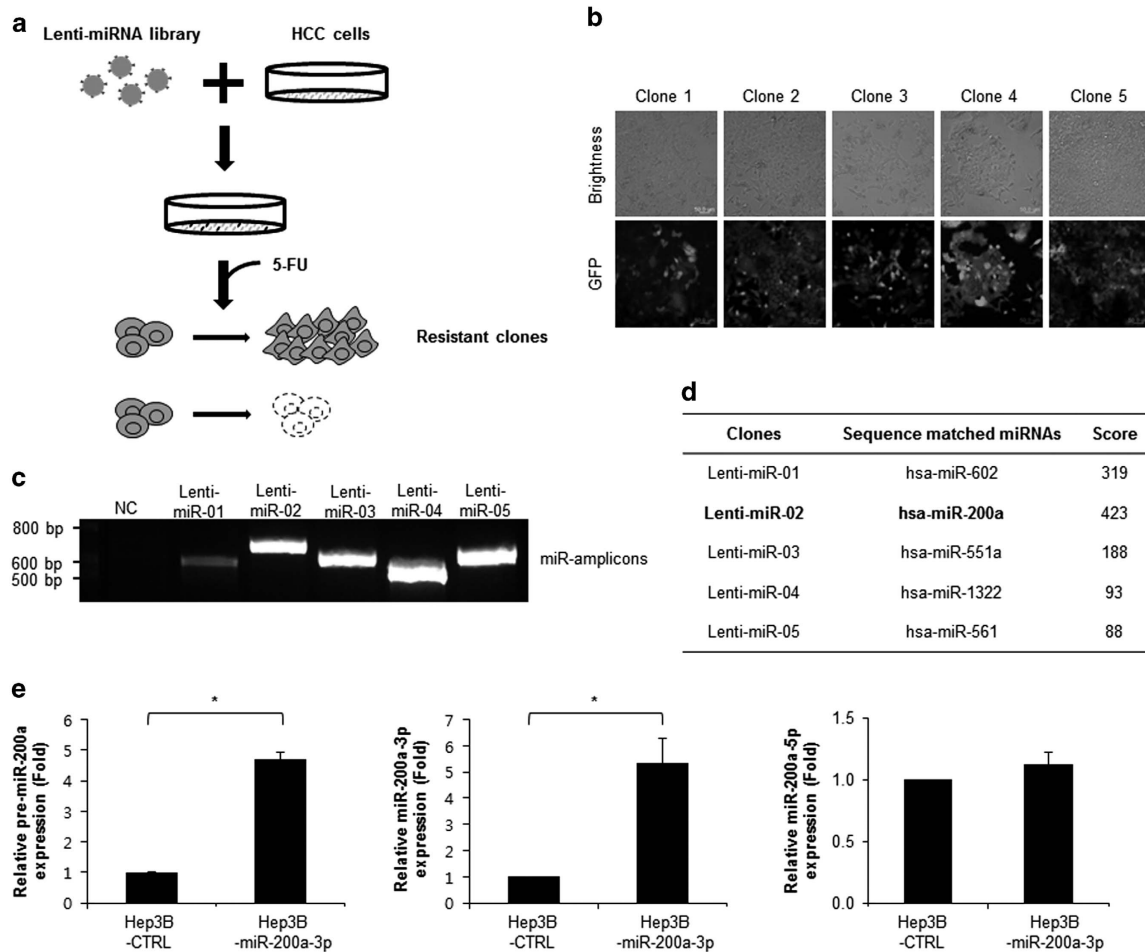 a
Lenti-miRNA library
HCC cells
5-FU
Resistant clones
b
Clone 1
Clone 2
Clone 3
Clone 4
Clone 5
Brightness
GFP
c
NC
Lenti-
miR-01
Lenti-
miR-02
Lenti-
miR-03
Lenti-
miR-04
Lenti-
miR-05
800 bp
600 bp
500 bp
miR-amplicons
d
Clones Sequence matched miRNAs Score
Lenti-miR-01 hsa-miR-602 319
Lenti-miR-02 hsa-miR-200a 423
Lenti-miR-03 hsa-miR-551a 188
Lenti-miR-04 hsa-miR-1322 93
Lenti-miR-05 hsa-miR-561 88
e
Relative pre-miR-200a
expression (Fold)
6
5
4
3
2
1
0
*
Hep3B
-CTRL
Hep3B
-miR-200a-3p
Relative miR-200a-3p
expression (Fold)
7
6
5
4
3
2
1
0
*
Hep3B
-CTRL
Hep3B
-miR-200a-3p
Relative miR-200a-5p
expression (Fold)
1.5
1.0
0.5
0.0
Hep3B
-CTRL
Hep3B
-miR-200a-3p